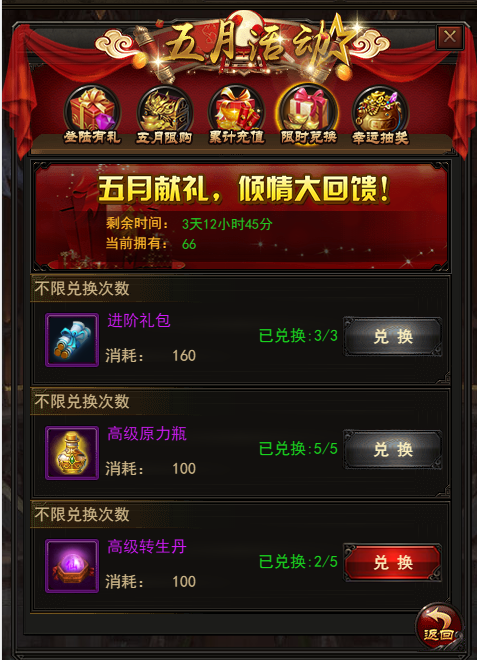 五月活动
登陆有礼 五月限购 累计充值 限时兑换 幸运抽奖
五月献礼，倾情大回馈！
剩余时间： 3天12小时45分
当前拥有： 66
不限兑换次数
进阶礼包
已兑换:3/3 兑换
消耗： 160
不限兑换次数
高级原力瓶
已兑换:5/5 兑换
消耗： 100
不限兑换次数
高级转生丹
已兑换:2/5 兑换
消耗： 100
返回